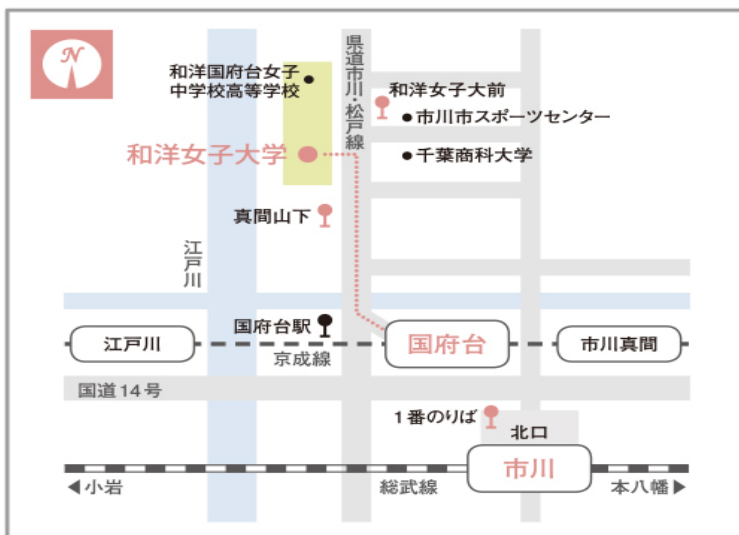 N
和洋国府台女子
中学校高等学校
県道市川・松戸線
和洋女子大前
市川市スポーツセンター
和洋女子大学
千葉商科大学
真間山下
江戸川
国府台駅
江戸川
国府台
市川真間
京成線
国道14号
1番のりば
北口
市川
◀小岩
総武線
本八幡▶